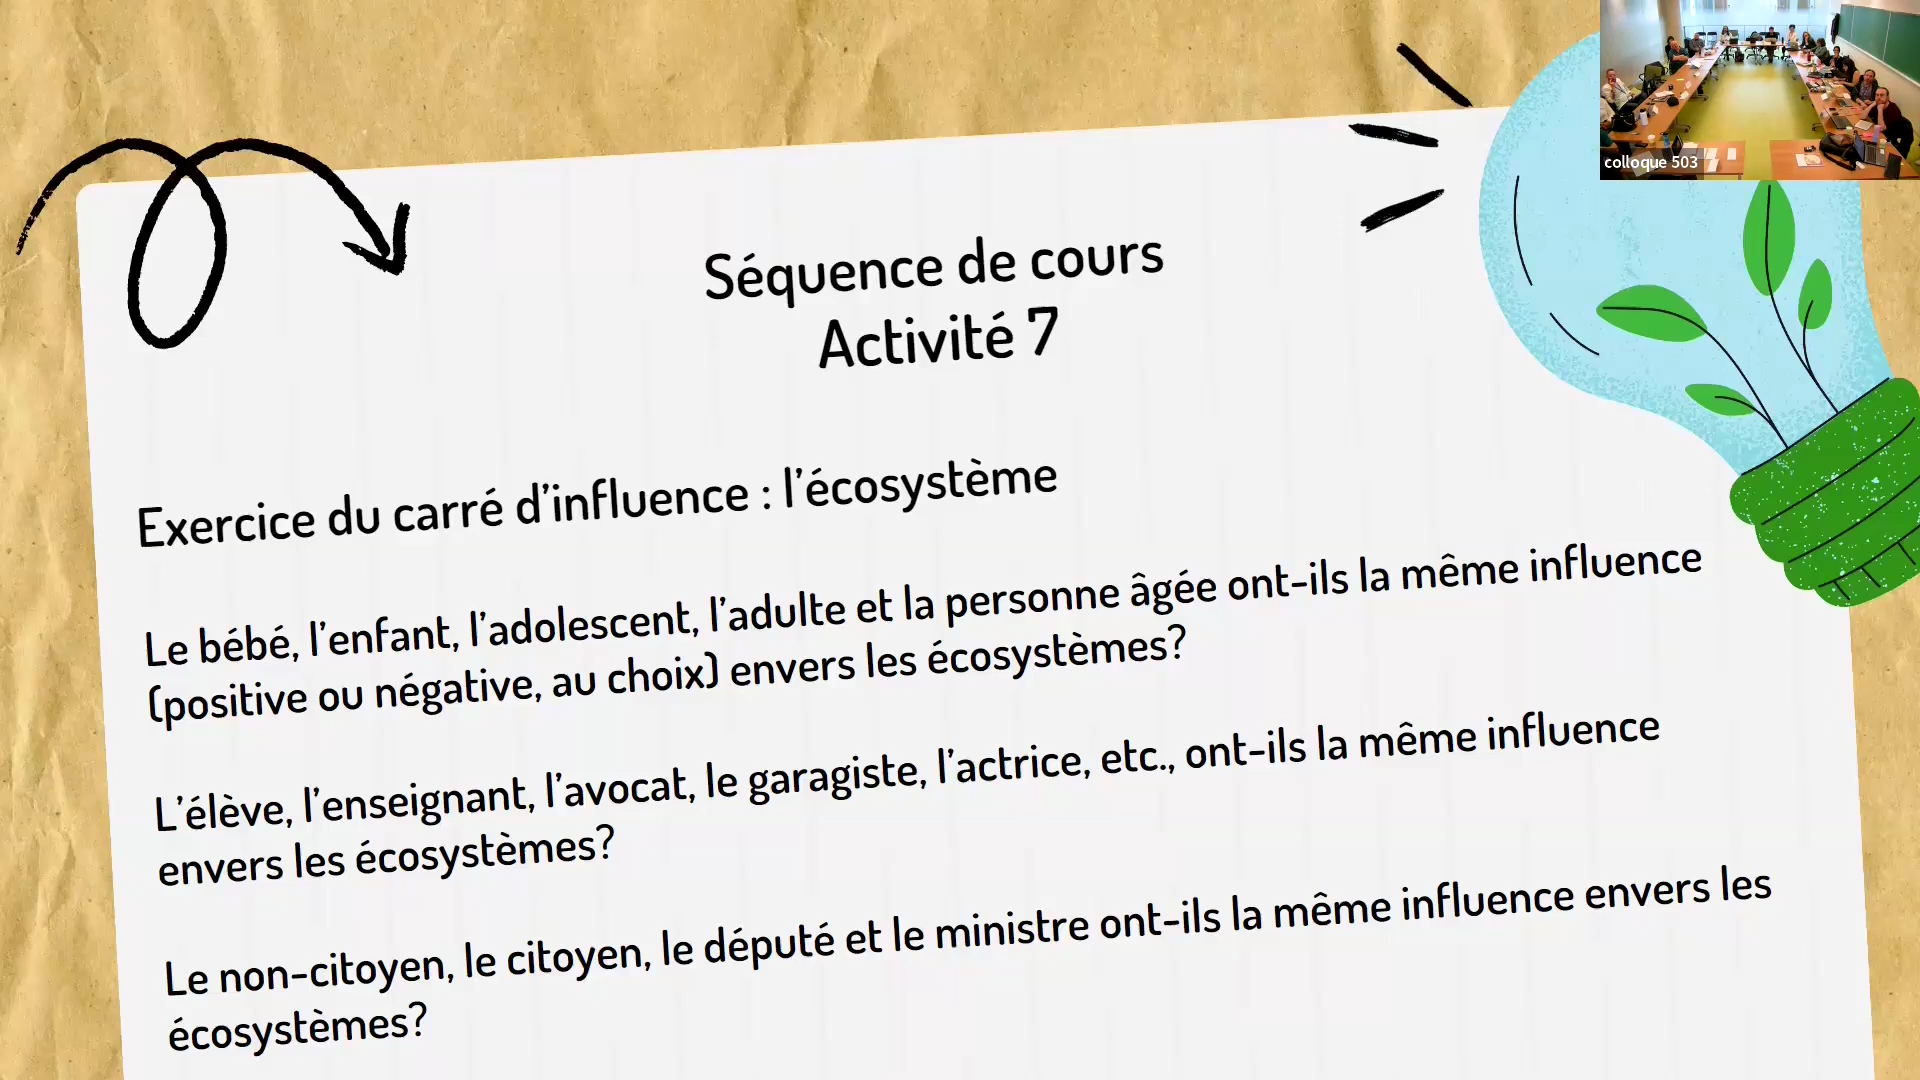 colloque 503
Séquence de cours
Activité 7
Exercice du carré d’influence : l’écosystème
Le bébé, l’enfant, l’adolescent, l’adulte et la personne âgée ont-ils la même influence
(positive ou négative, au choix) envers les écosystèmes?
L’élève, l’enseignant, l’avocat, le garagiste, l’actrice, etc., ont-ils la même influence
envers les écosystèmes?
Le non-citoyen, le citoyen, le député et le ministre ont-ils la même influence envers les
écosystèmes?